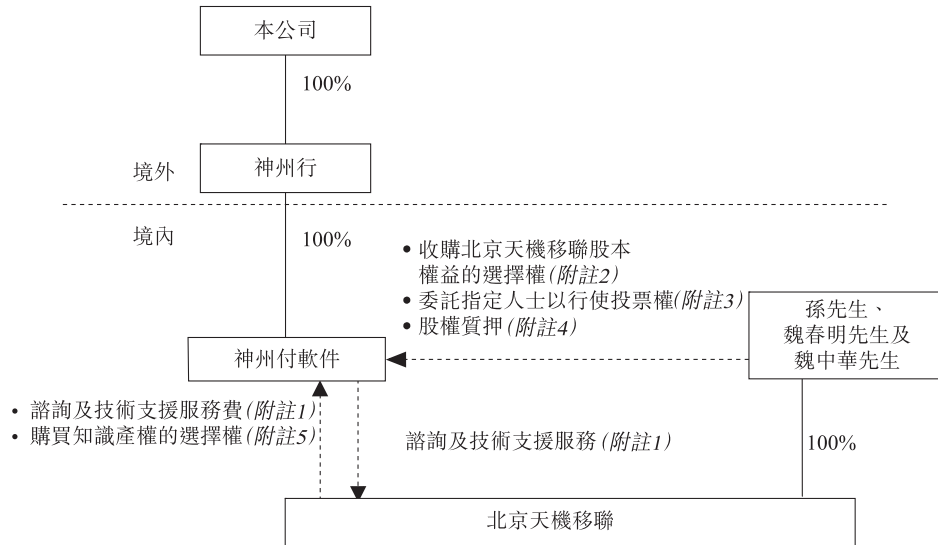 本公司
100%
神州行
境外
境內
100%
• 收購北京天機移聯股本
權益的選擇權(附註2)
• 委託指定人士以行使投票權(附註3)
• 股權質押(附註4)
孫先生、
魏春明先生及
魏中華先生
神州付軟件
• 諮詢及技術支援服務費(附註1)
• 購買知識產權的選擇權(附註5)
諮詢及技術支援服務(附註1)
100%
北京天機移聯